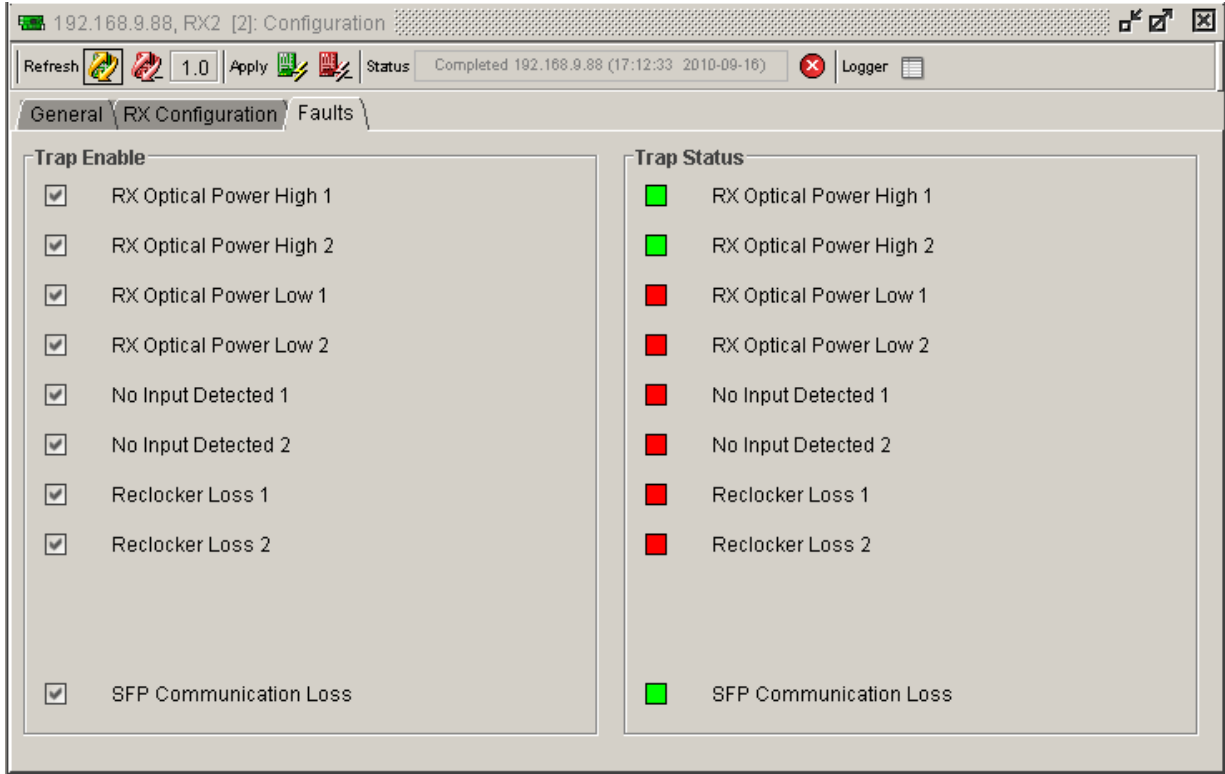 192.168.9.88, RX2 [2]: Configuration
Refresh 1.0 Apply Status Completed 192.168.9.88 (17:12:33 2010-09-16) Logger
General RX Configuration Faults
Trap Enable
RX Optical Power High 1
RX Optical Power High 2
RX Optical Power Low 1
RX Optical Power Low 2
No Input Detected 1
No Input Detected 2
Reclocker Loss 1
Reclocker Loss 2
SFP Communication Loss
Trap Status
RX Optical Power High 1
RX Optical Power High 2
RX Optical Power Low 1
RX Optical Power Low 2
No Input Detected 1
No Input Detected 2
Reclocker Loss 1
Reclocker Loss 2
SFP Communication Loss